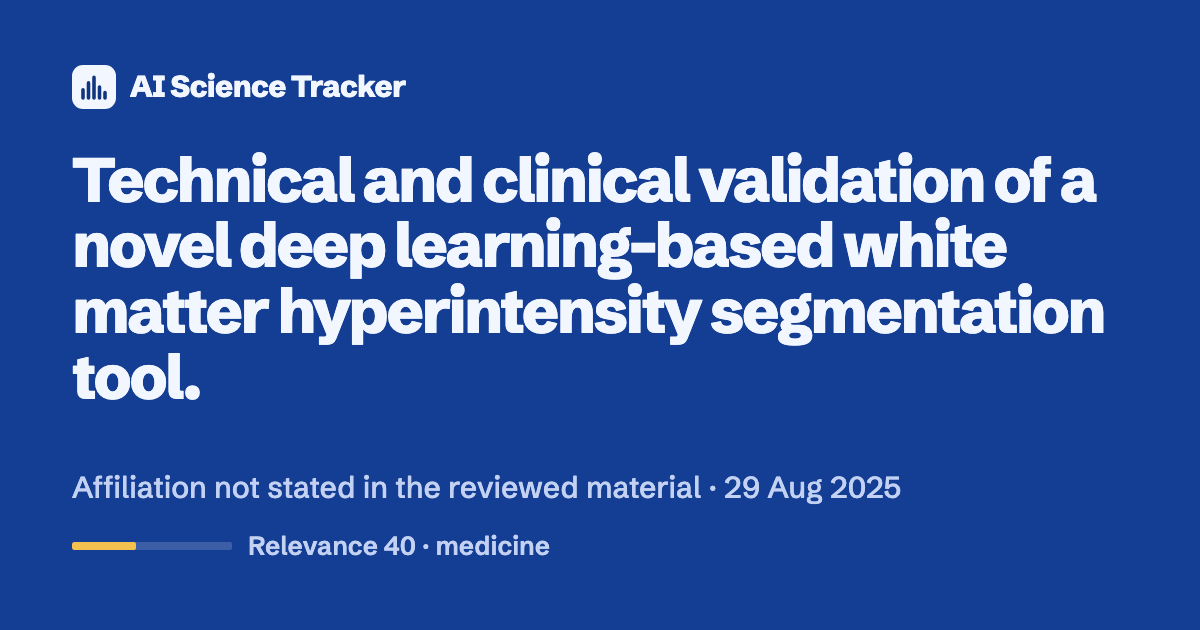 AI Science Tracker
Technical and clinical validation of a
novel deep learning-based white
matter hyperintensity segmentation
tool.
Affiliation not stated in the reviewed material · 29 Aug 2025
Relevance 40 · medicine